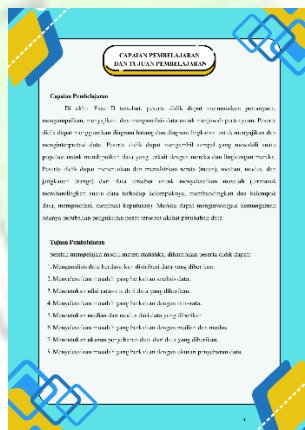 CAPAIAN PEMBELAJARAN
DAN TUJUAN PEMBELAJARAN
Capaian Pembelajaran
Di akhir Fase D tersebut, peserta didik dapat merumuskan pertanyaan,
mengumpulkan, menyajikan, dan menganalisis data untuk menjawab pertanyaan. Peserta
didik dapat menggunakan diagram batang dan diagram lingkaran untuk menyajikan dan
menginterpretasi data. Peserta didik dapat mengambil sampel yang mewakili suatu
populasi untuk mendapatkan data yang terkait dengan mereka dan lingkungan mereka.
Peserta didik dapat menentukan dan menafsirkan rerata (mean), median, modus, dan
jangkauan (range) dari data tersebut untuk menyelesaikan masalah (termasuk
membandingkan suatu data terhadap kelompoknya, membandingkan dua kelompok
data, memprediksi, membuat keputusan). Mereka dapat menginvestigasi kemungkinan
adanya perubahan pengukuran pusat tersebut akibat perubahan data.
Tujuan Pembelajaran
Setelah mempelajari modul materi statistika, diharapkan peserta didik dapat:
1. Menganalisis data berdasarkan distribusi data yang diberikan.
2. Menyelesaikan masalah yang berkaitan analisis data.
3. Menentukan nilai rata-rata dari data yang diberikan.
4. Menyelesaikan masalah yang berkaitan dengan rata-rata.
5. Menentukan median dan modus dari data yang diberikan.
6. Menyelesaikan masalah yang berkaitan dengan median dan modus.
7. Menentukan ukuran penyebaran data dari data yang diberikan.
8. Menyelesaikan masalah yang berkaitan dengan ukuran penyebaran data.